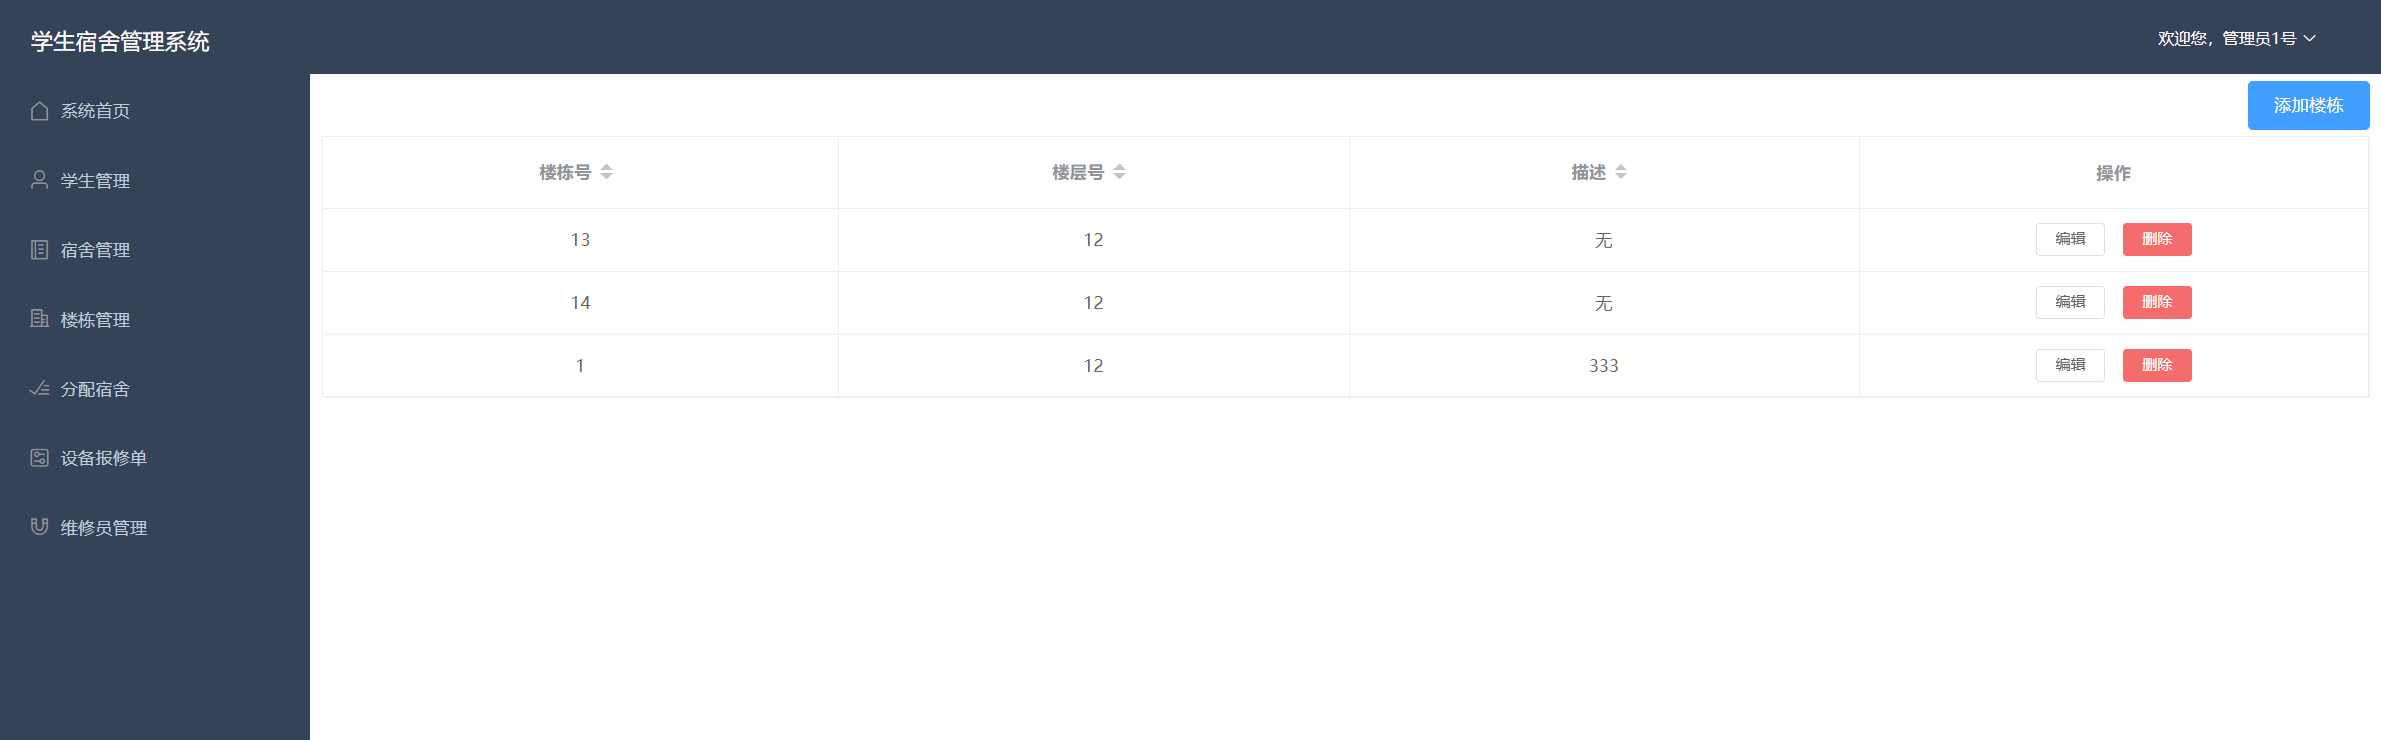 学生宿舍管理系统
欢迎您，管理员1号
系统首页
学生管理
宿舍管理
楼栋管理
分配宿舍
设备报修单
维修员管理
添加楼栋
楼栋号 楼层号 描述 操作
13 12 无 编辑 删除
14 12 无 编辑 删除
1 12 333 编辑 删除